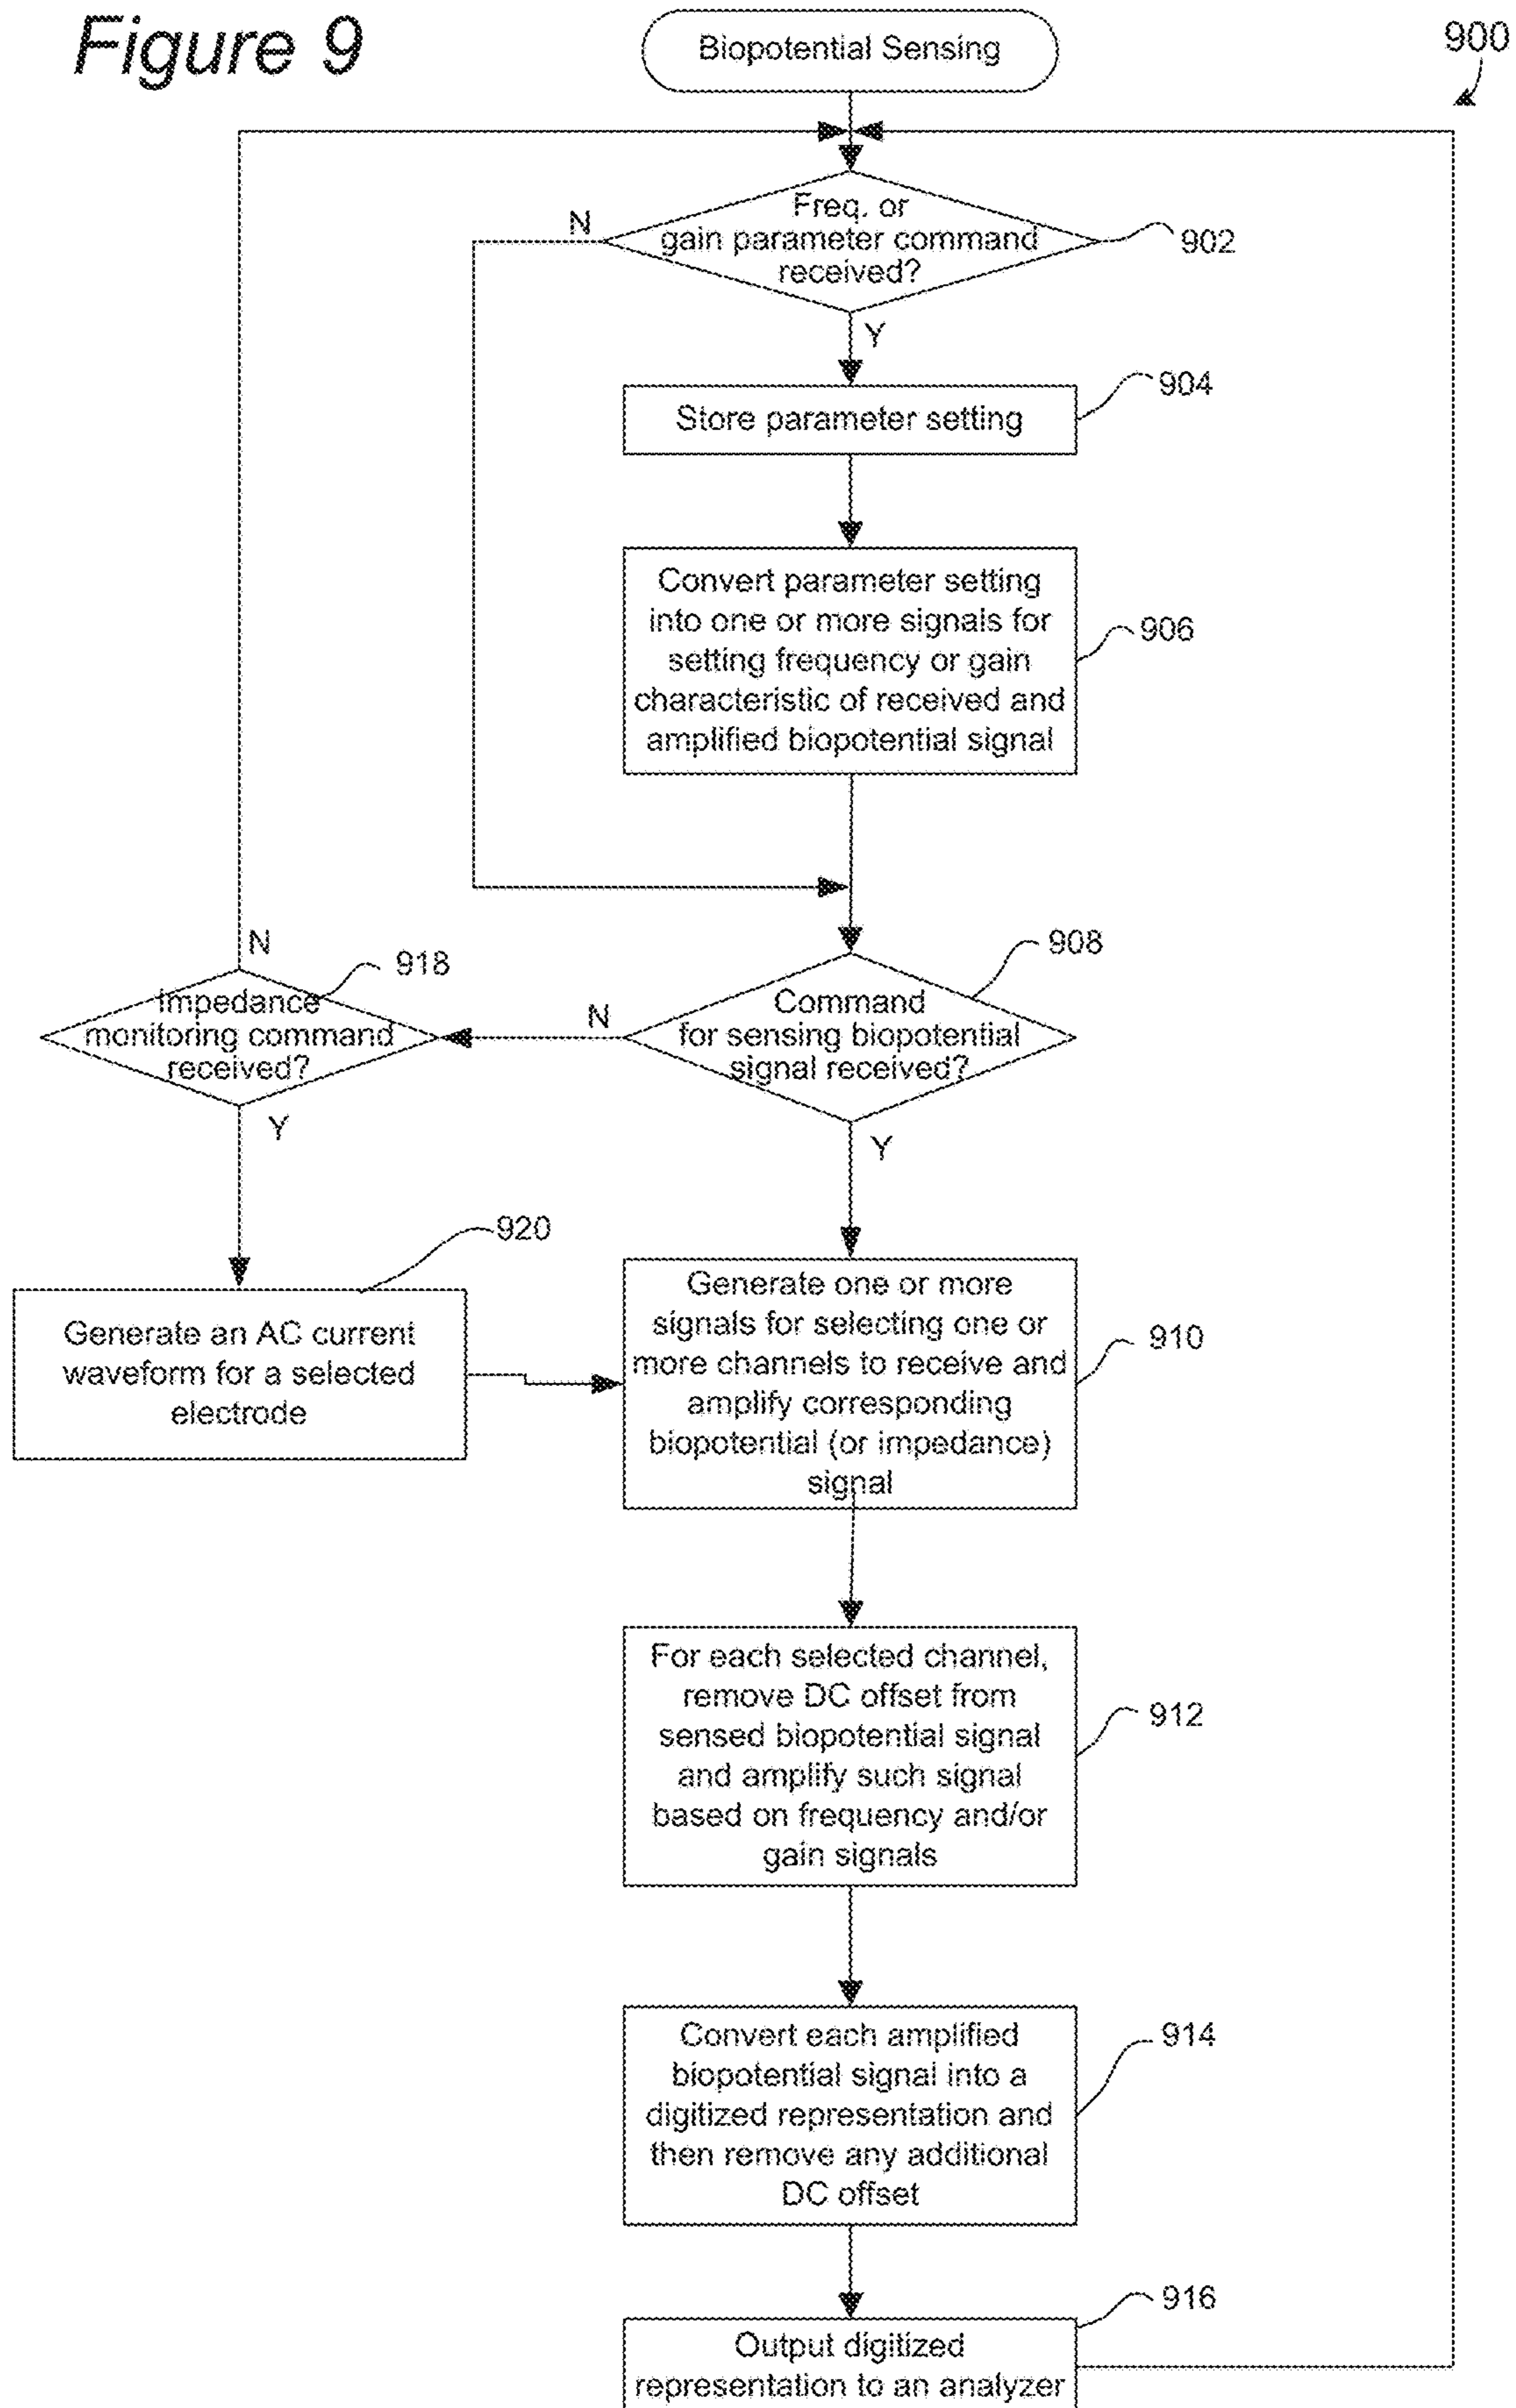 Figure 9
Biopotential Sensing
900
Freq. or
gain parameter command
received?
N
902
Y
Store parameter setting
904
Convert parameter setting
into one or more signals for
setting frequency or gain
characteristic of received and
amplified biopotential signal
906
N
Impedance
monitoring command
received?
918
N
Command
for sensing biopotential
signal received?
908
Y
Y
920
Generate an AC current
waveform for a selected
electrode
Generate one or more
signals for selecting one or
more channels to receive and
amplify corresponding
biopotential (or impedance)
signal
910
For each selected channel,
remove DC offset from
sensed biopotential signal
and amplify such signal
based on frequency and/or
gain signals
912
Convert each amplified
biopotential signal into a
digitized representation and
then remove any additional
DC offset
914
Output digitized
representation to an analyzer
916